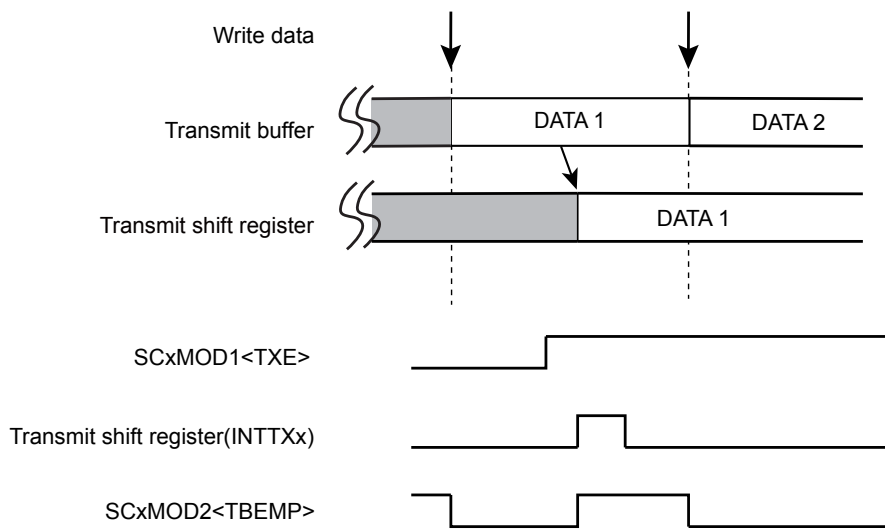 Write data
Transmit buffer
DATA 1
DATA 2
Transmit shift register
DATA 1
SCxMOD1<TXE>
Transmit shift register(INTTXx)
SCxMOD2<TBEMP>